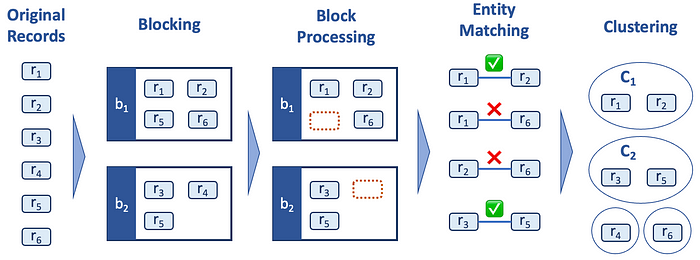 Original
Records
r1
r2
r3
r4
r5
r6
Blocking
b1
r1 r2
r5 r6
b2
r3 r4
r5
Block
Processing
b1
r1 r2
r6
b2
r3
r5
Entity
Matching
r1 r2
r1 r6
r2 r6
r3 r5
Clustering
C1
r1 r2
C2
r3 r5
r4 r6